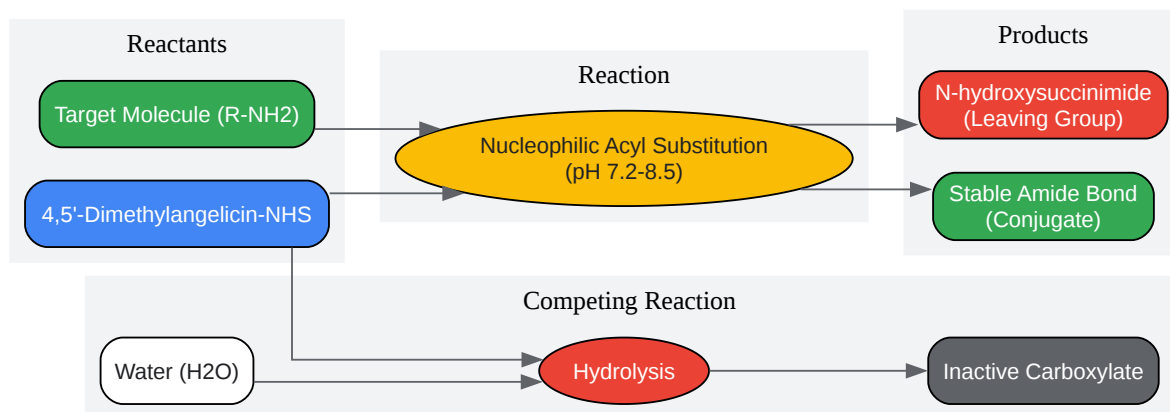 Reactants
Target Molecule (R-NH2)
4,5'-Dimethylangelicin-NHS
Reaction
Nucleophilic Acyl Substitution
(pH 7.2-8.5)
Products
N-hydroxysuccinimide
(Leaving Group)
Stable Amide Bond
(Conjugate)
Competing Reaction
Water (H2O)
Hydrolysis
Inactive Carboxylate